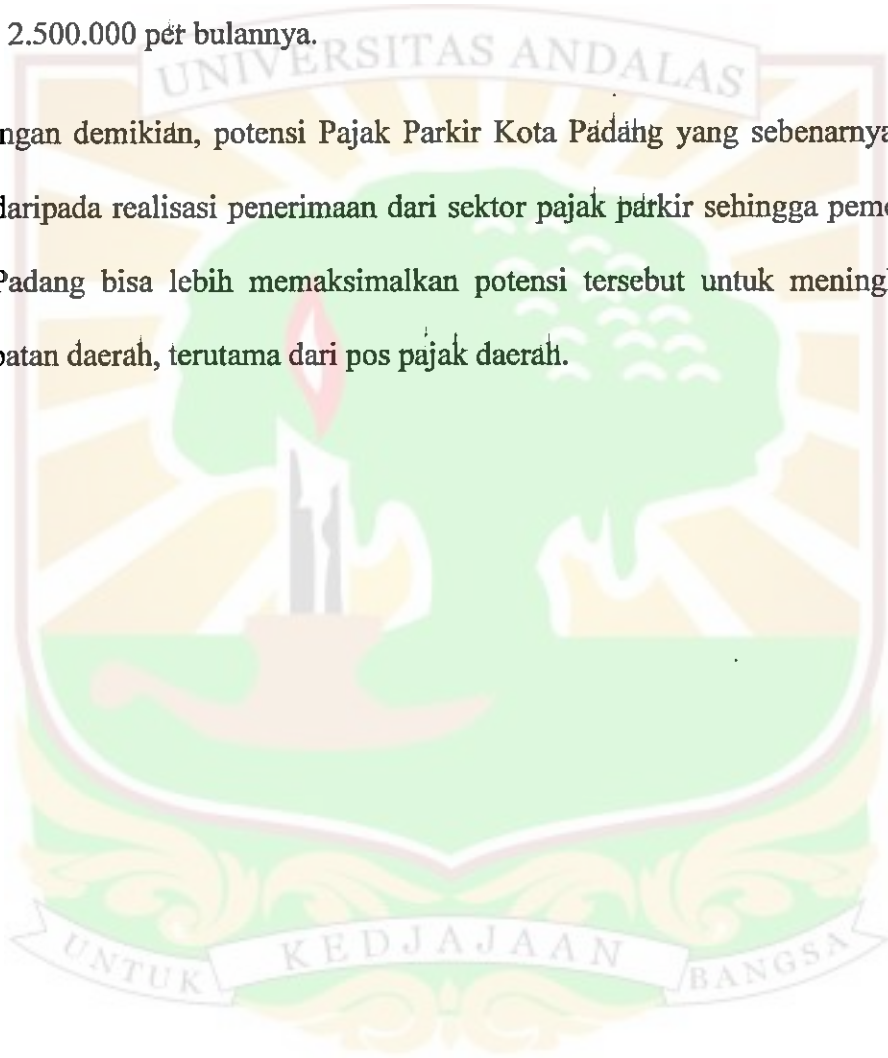 2.500.000 per bulannya.
UNIVERSITAS ANDALAS
ngan demikian, potensi Pajak Parkir Kota Padang yang sebenarnya
daripada realisasi penerimaan dari sektor pajak parkir sehingga peme
Padang bisa lebih memaksimalkan potensi tersebut untuk mening
patan daerah, terutama dari pos pajak daerah.
UNTUK KEDJAJAAN BANGSA